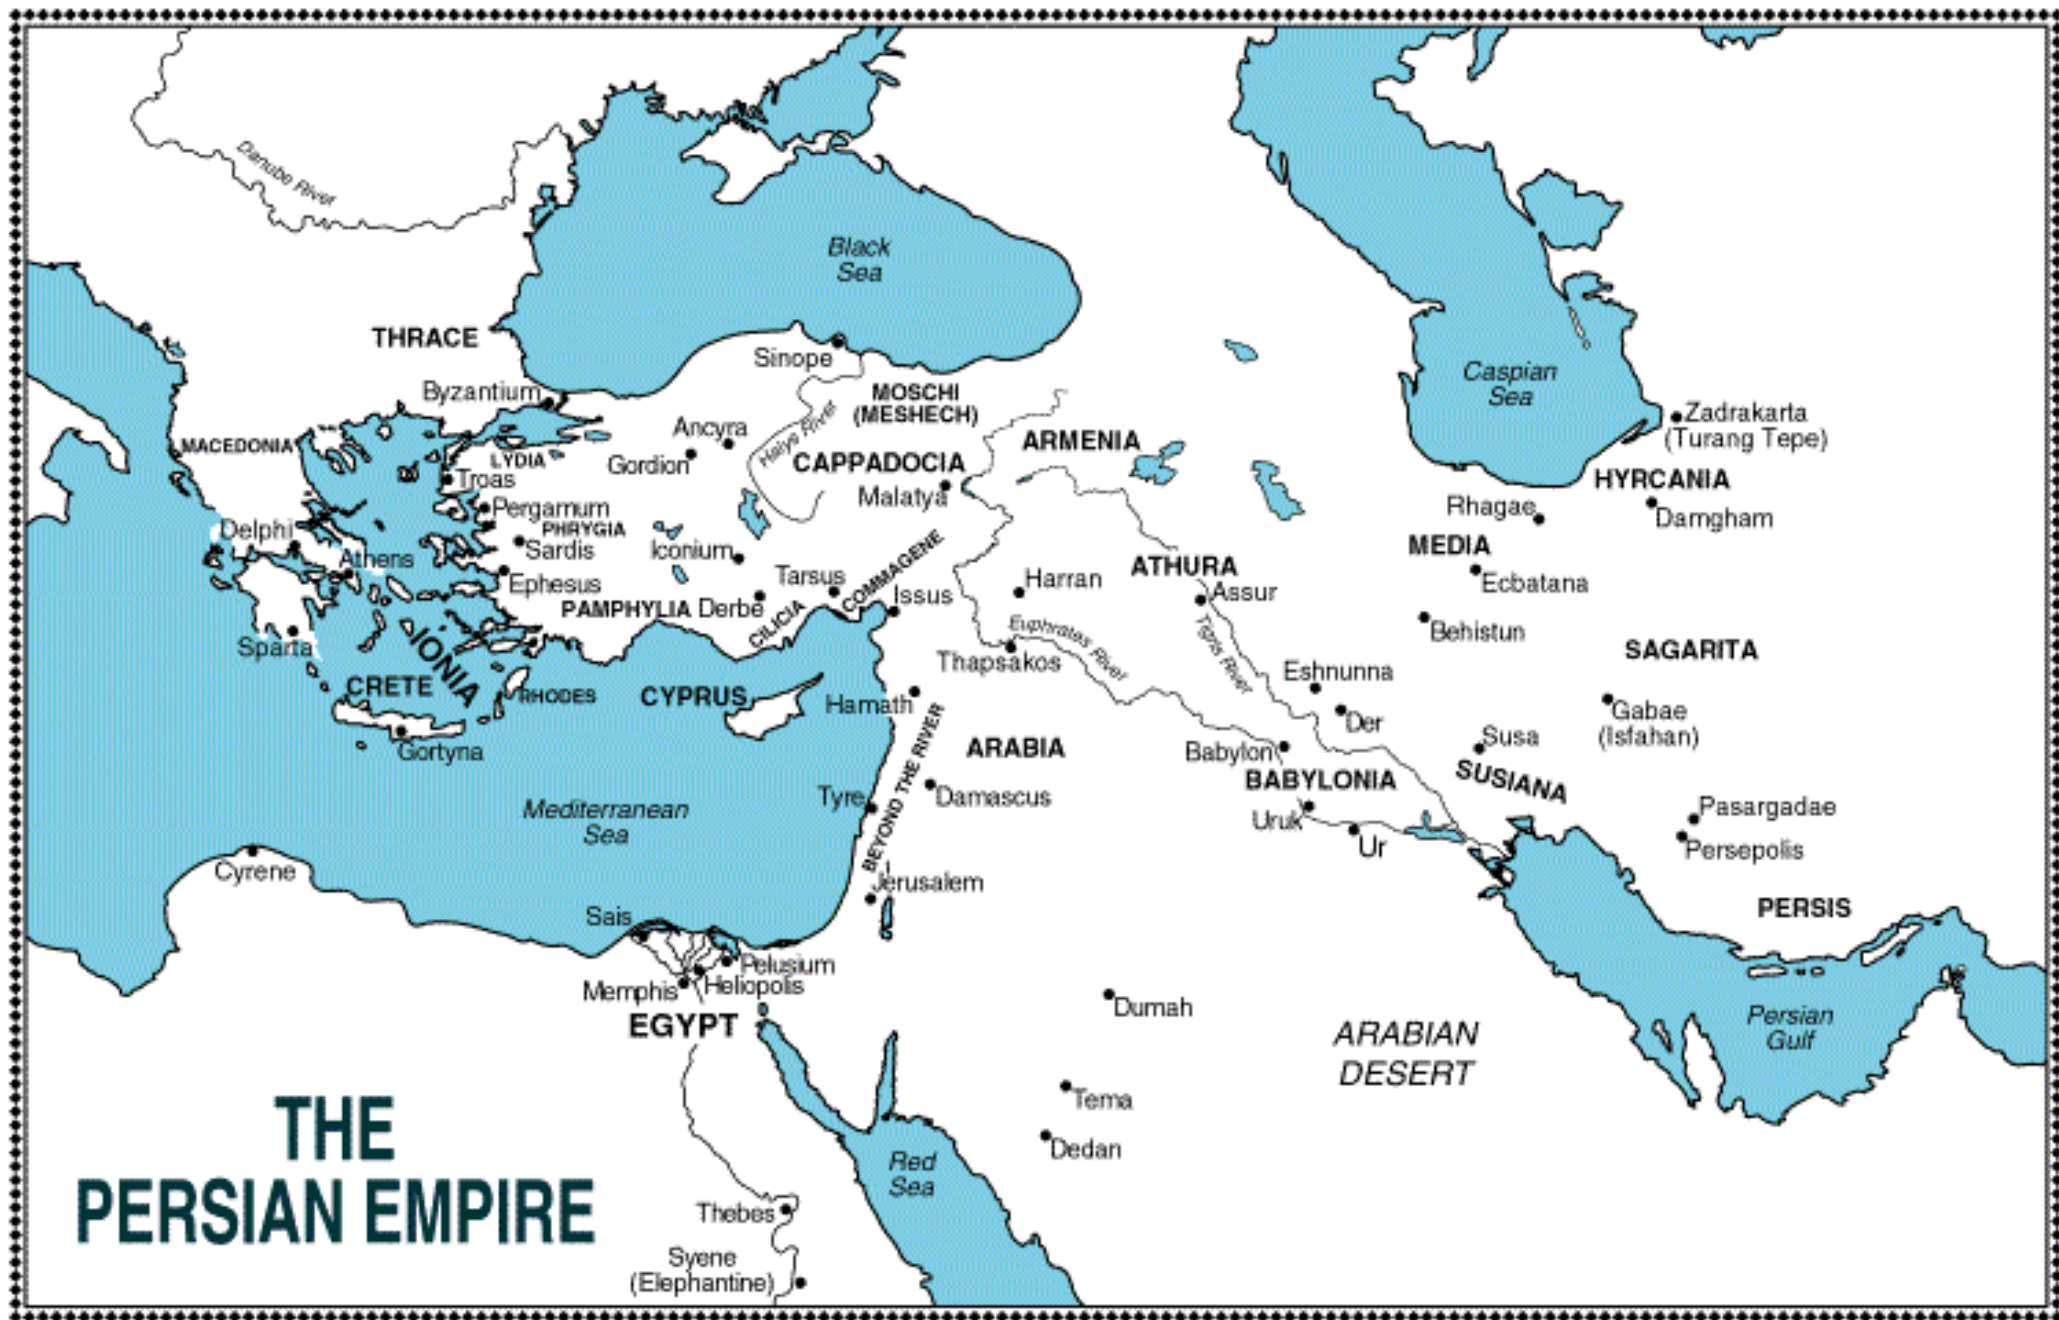 Danube River
Black
Sea
THRACE
Sinope
Byzantium
MOSCHI
(MESHECH)
Caspian
Sea
Zadrakarta
(Turang Tepe)
Ancyra
Halys River
MACEDONIA
LYDIA
Gordion
CAPPADOCIA
ARMENIA
Troas
Malatya
HYRCANIA
Pergamum
Rhagae
Damgham
Delphi
PHRYGIA
Sardis
Iconium
COMMAGENE
MEDIA
Athens
Ephesus
Tarsus
Harran
ATHURA
Assur
Ecbatana
PAMPHYLIA
Derbe
CILICIA
Issus
Euphratas River
Tigris River
Behistun
Sparta
IONIA
Thapsakos
SAGARITA
CRETE
RHODES
CYPRUS
Hamath
Eshnunna
Der
Gabae
(Isfahan)
Gortyna
BEYOND THE RIVER
ARABIA
Babylon
Susa
BABYLONIA
SUSIANA
Mediterranean
Sea
Tyre
Damascus
Uruk
Ur
Pasargadae
Persepolis
Cyrene
Jerusalem
Sais
PERSIS
Pelusium
Memphis
Heliopolis
EGYPT
Dumah
ARABIAN
DESERT
Persian
Gulf
Tema
Dedan
Red
Sea
Thebes
Syene
(Elephantine)
THE
PERSIAN EMPIRE